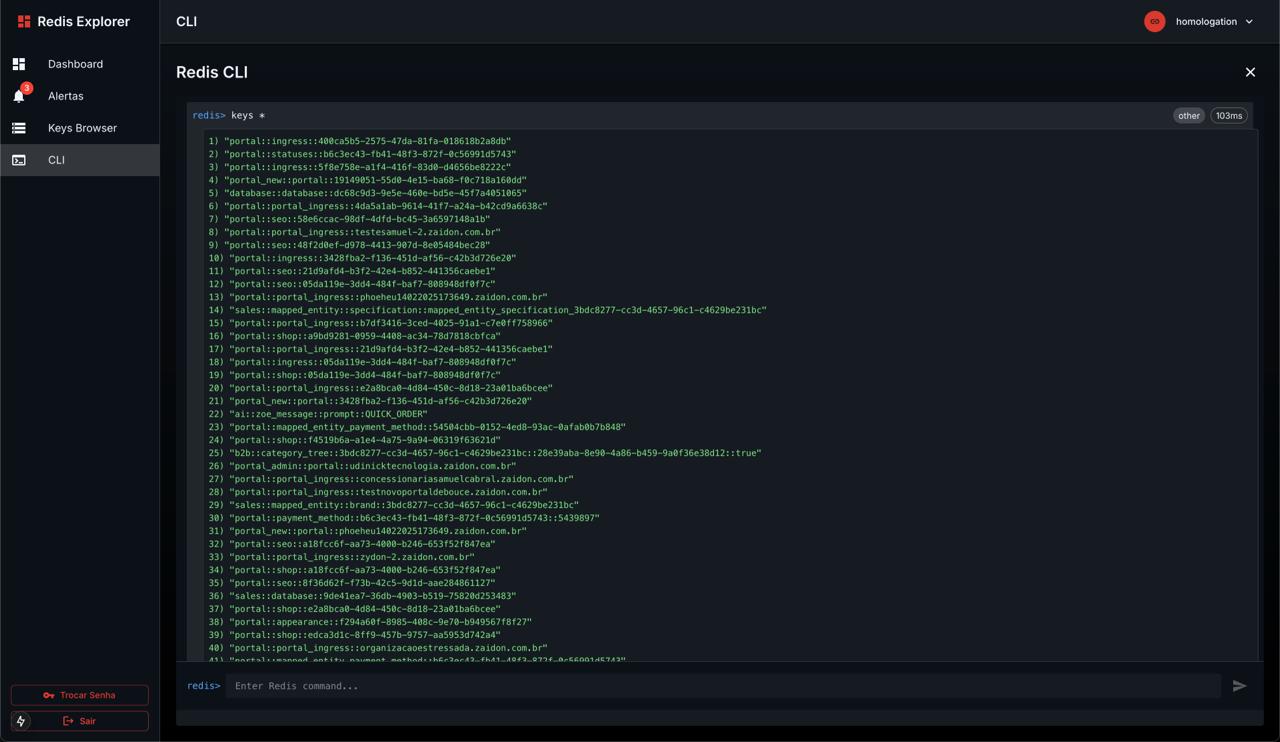 Redis Explorer
CLI
homologation
Dashboard
3
Alertas
Keys Browser
CLI
Redis CLI
redis> keys *
other
103ms
1) "portal::ingress::400ca5b5-2575-47da-81fa-018618b2a8db"
2) "portal::statuses::b6c3ec43-fb41-48f3-872f-0c56991d5743"
3) "portal::ingress::5f8e758e-a1f4-416f-83d0-d4656be8222c"
4) "portal_new::portal::19149051-55d0-4e15-ba68-f0c718a160dd"
5) "database::database::dc68c9d3-9e5e-460e-bd5e-45f7a4051065"
6) "portal::portal_ingress::4da5a1ab-9614-41f7-a24a-b42cd9a6638c"
7) "portal::seo::58e6ccac-98df-4dfd-bc45-3a6597148a1b"
8) "portal::portal_ingress::testesamuel-2.zaidon.com.br"
9) "portal::seo::48f2d0ef-d978-4413-907d-8e05484bec28"
10) "portal::ingress::3428fba2-f136-451d-af56-c42b3d726e20"
11) "portal::seo::21d9afd4-b3f2-42e4-b852-441356caebe1"
12) "portal::seo::05da119e-3dd4-484f-baf7-808948df0f7c"
13) "portal::portal_ingress::phoeheu14022025173649.zaidon.com.br"
14) "sales::mapped_entity::specification::mapped_entity_specification_3bdc8277-cc3d-4657-96c1-c4629be231bc"
15) "portal::portal_ingress::b7df3416-3ced-4025-91a1-c7e0ff758966"
16) "portal::shop::a9bd9281-0959-4408-ac34-78d7818cbfca"
17) "portal::portal_ingress::21d9afd4-b3f2-42e4-b852-441356caebe1"
18) "portal::ingress::05da119e-3dd4-484f-baf7-808948df0f7c"
19) "portal::shop::05da119e-3dd4-484f-baf7-808948df0f7c"
20) "portal::portal_ingress::e2a8bca0-4d84-450c-8d18-23a01ba6bcee"
21) "portal_new::portal::3428fba2-f136-451d-af56-c42b3d726e20"
22) "ai::zoe_message::prompt::QUICK_ORDER"
23) "portal::mapped_entity_payment_method::54504cbb-0152-4ed8-93ac-0afab0b7b848"
24) "portal::shop::f4519b6a-a1e4-4a75-9a94-06319f63621d"
25) "b2b::category_tree::3bdc8277-cc3d-4657-96c1-c4629be231bc::28e39aba-8e90-4a86-b459-9a0f36e38d12::true"
26) "portal_admin::portal::udinicktecnologia.zaidon.com.br"
27) "portal::portal_ingress::concessionariasamuelcabral.zaidon.com.br"
28) "portal::portal_ingress::testnovoportaldebouce.zaidon.com.br"
29) "sales::mapped_entity::brand::3bdc8277-cc3d-4657-96c1-c4629be231bc"
30) "portal::payment_method::b6c3ec43-fb41-48f3-872f-0c56991d5743::5439897"
31) "portal_new::portal::phoeheu14022025173649.zaidon.com.br"
32) "portal::seo::a18fcc6f-aa73-4000-b246-653f52f847ea"
33) "portal::portal_ingress::zydon-2.zaidon.com.br"
34) "portal::shop::a18fcc6f-aa73-4000-b246-653f52f847ea"
35) "portal::seo::8f36d62f-f73b-42c5-9d1d-aae284861127"
36) "sales::database::9de41ea7-36db-4903-b519-75820d253483"
37) "portal::shop::e2a8bca0-4d84-450c-8d18-23a01ba6bcee"
38) "portal::appearance::f294a60f-8985-408c-9e70-b949567f8f27"
39) "portal::shop::edca3d1c-8ff9-457b-9757-aa5953d742a4"
40) "portal::portal_ingress::organizacaoestressada.zaidon.com.br"
41) "portal::mapped_entity_payment_method::b6c3ec43-fb41-48f3-872f-0c56991d5743"
redis> Enter Redis command...
Trocar Senha
Sair